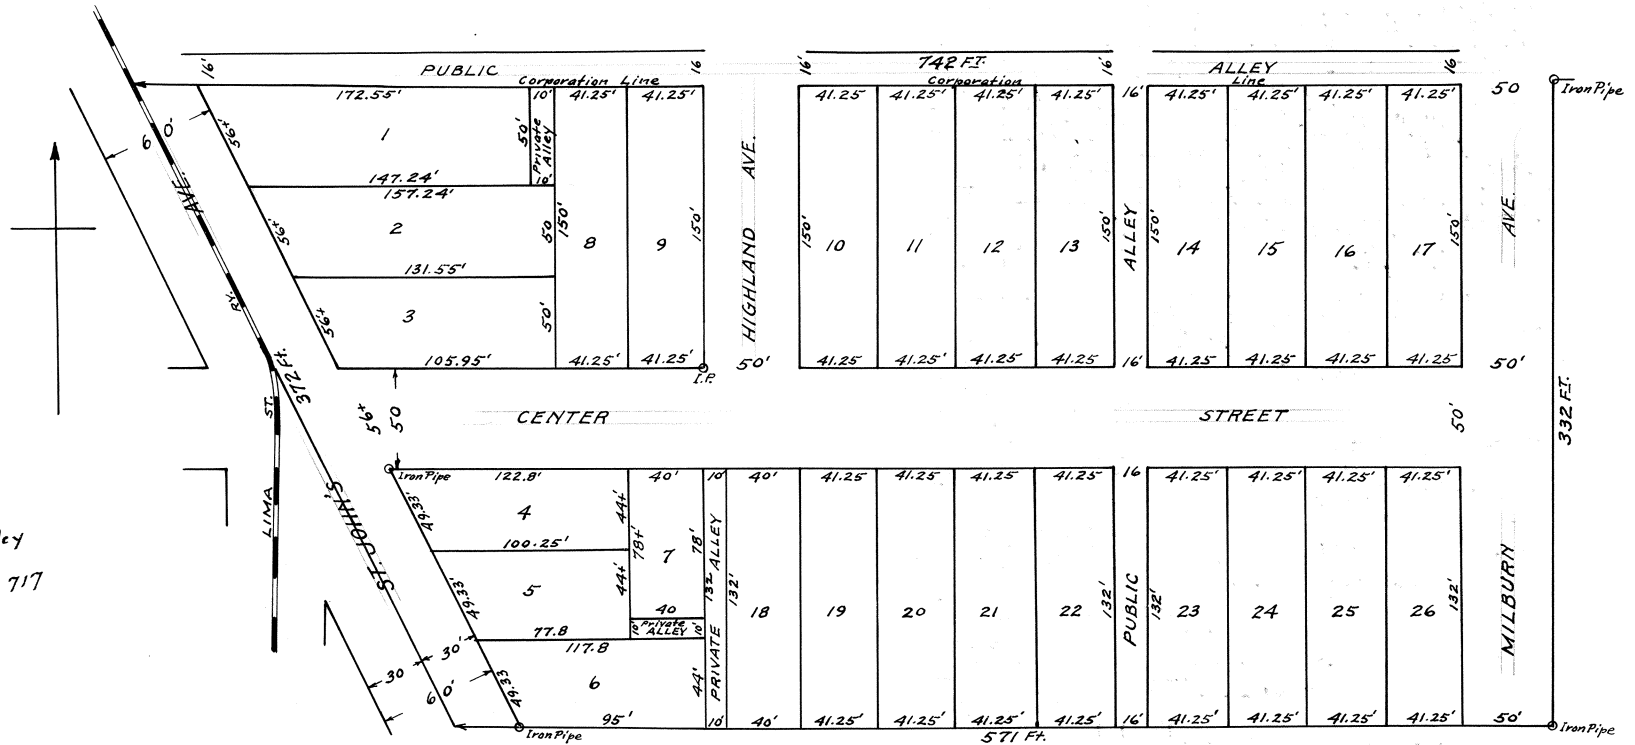 742 FT.
16' PUBLIC 16 16' 16' ALLEY 16
Corporation Line Corporation Line
172.55' 10' 41.25' 41.25' 41.25 41.25' 41.25' 41.25' 16' 41.25' 41.25' 41.25' 41.25' 50 Iron Pipe
60'
56+'
1
50'
Private
Alley
147.24' 10'
157.24'
56+
2
50
150'
8
9
150'
HIGHLAND AVE.
150'
10
11
12
13
150'
ALLEY
150'
14
15
16
17
150'
AVE.
131.55'
56+
3
50'
105.95' 41.25' 41.25' 50' 41.25 41.25' 41.25 41.25 16' 41.25 41.25 41.25 41.25 50'
I.P.
AVE.
RY.
372 Ft.
ST.
LIMA
ST. JOHN'S
56+
50
CENTER STREET
50'
332 FT.
Iron Pipe 122.8' 40' 10' 40' 41.25 41.25 41.25 41.25' 16 41.25' 41.25' 41.25' 41.25'
49.33'
4
44+'
100.25'
49.33'
5
44+'
77.8
78+'
7
78'
40
10' Private 10'
ALLEY
117.8
49.33
6
44'
95' 10' 40' 41.25' 41.25' 41.25' 41.25' 16' 41.25' 41.25' 41.25' 41.25' 50'
PRIVATE ALLEY
132
132'
18
19
20
21
22
132'
PUBLIC
132'
23
24
25
26
132'
MILBURN
30 30'
60'
Iron Pipe
571 Ft.
Iron Pipe
717